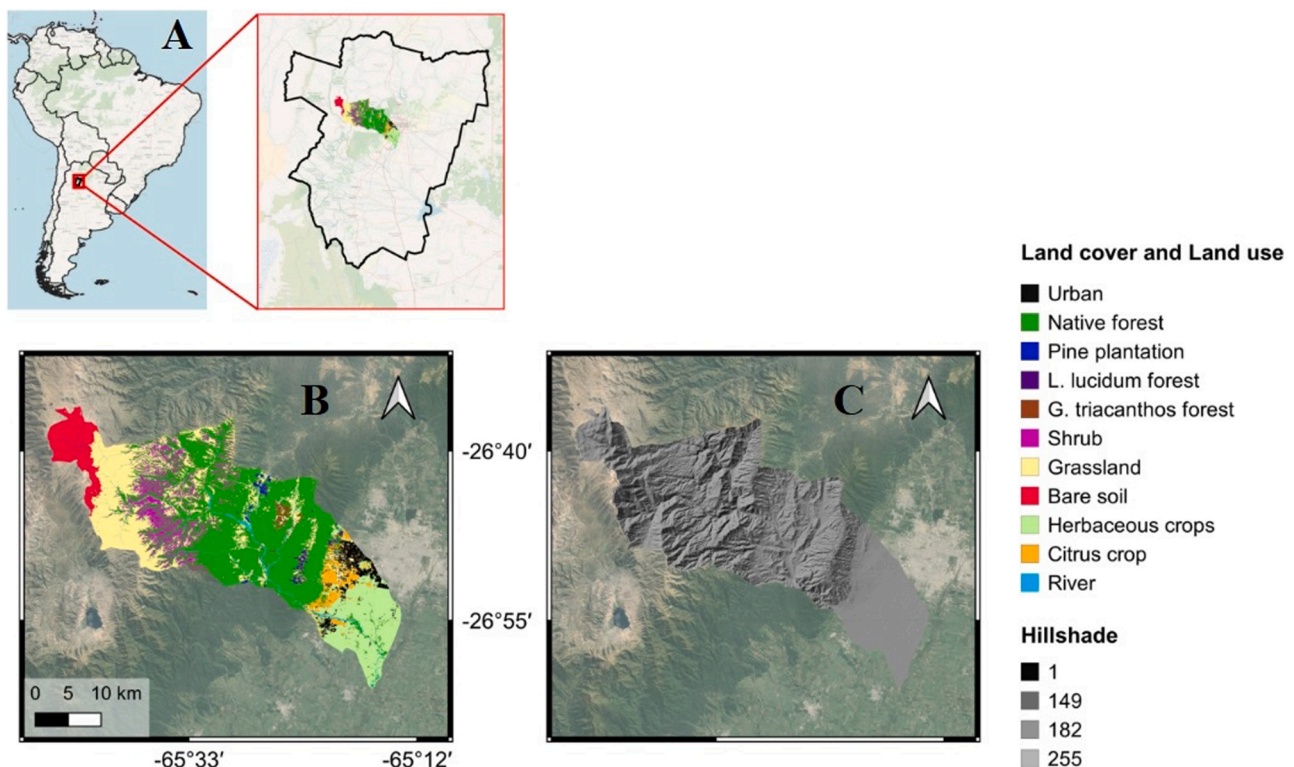 A
B
C
-26°40′
-26°55′
0 5 10 km
-65°33′
-65°12′
Land cover and Land use
Urban
Native forest
Pine plantation
L. lucidum forest
G. triacanthos forest
Shrub
Grassland
Bare soil
Herbaceous crops
Citrus crop
River
Hillshade
1
149
182
255